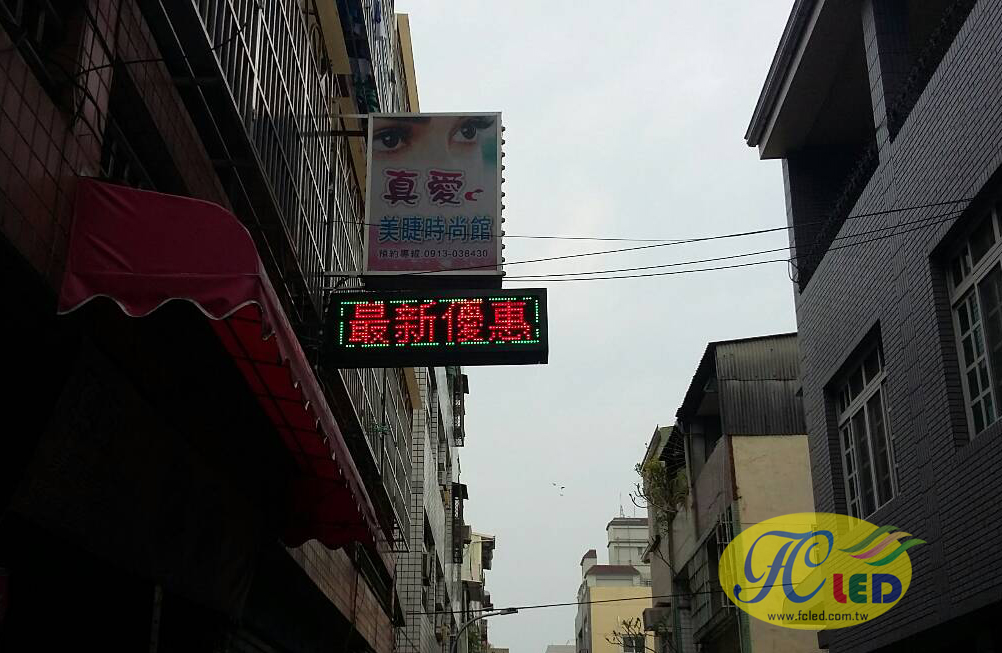 真愛
美睫時尚館
預約專線:0913-038430
最新優惠
FC LED
www.fcled.com.tw